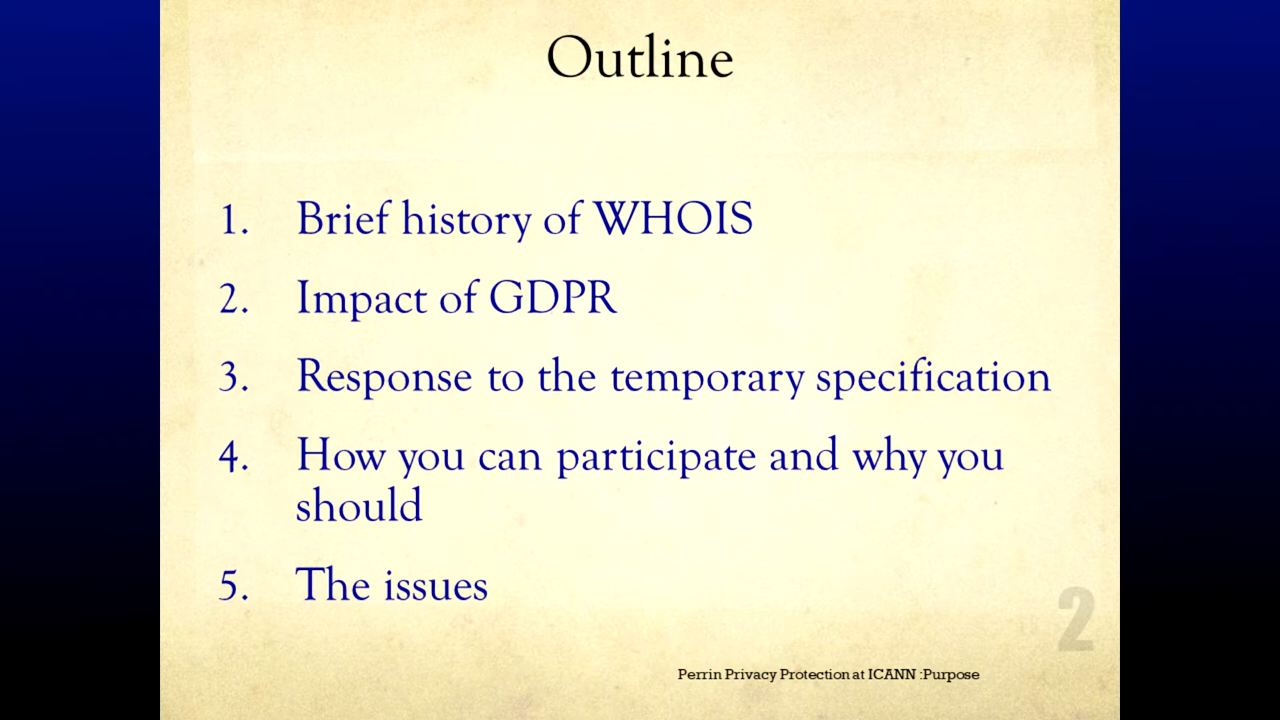 Outline
1. Brief history of WHOIS
2. Impact of GDPR
3. Response to the temporary specification
4. How you can participate and why you
should
5. The issues
2
Perrin Privacy Protection at ICANN :Purpose